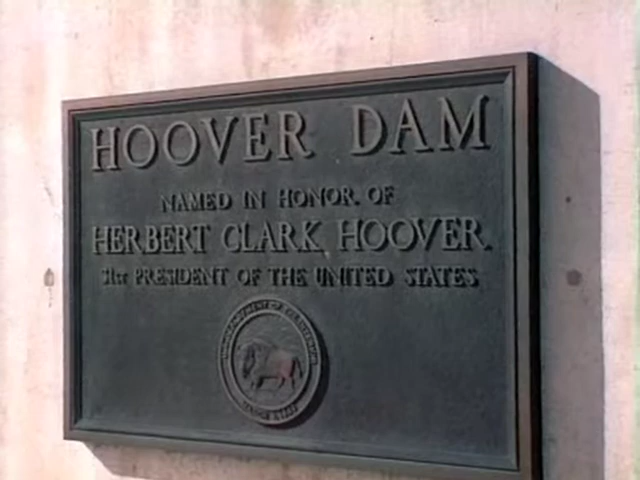 HOOVER DAM
NAMED IN HONOR OF
HERBERT CLARK HOOVER
31ST PRESIDENT OF THE UNITED STATES